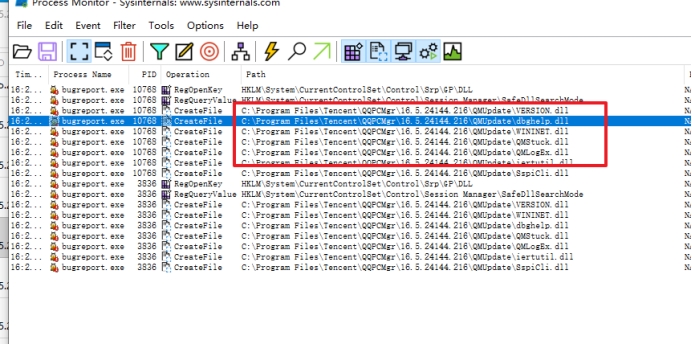 Process Monitor - Sysinternals: www.sysinternals.com
File Edit Event Filter Tools Options Help
Tim... Process Name PID Operation Path
16:2... bugreport.exe 10768 RegOpenKey HKLM\System\CurrentControlSet\Control\Srp\GP\DLL
16:2... bugreport.exe 10768 RegQueryValue HKLM\System\CurrentControlSet\Control\Session Manager\SafeDllSearchMode
16:2... bugreport.exe 10768 CreateFile C:\Program Files\Tencent\QQPCMgr\16.5.24144.216\QMUpdate\VERSION.dll
16:2... bugreport.exe 10768 CreateFile C:\Program Files\Tencent\QQPCMgr\16.5.24144.216\QMUpdate\dbghelp.dll
16:2... bugreport.exe 10768 CreateFile C:\Program Files\Tencent\QQPCMgr\16.5.24144.216\QMUpdate\WININET.dll
16:2... bugreport.exe 10768 CreateFile C:\Program Files\Tencent\QQPCMgr\16.5.24144.216\QMUpdate\QMStuck.dll
16:2... bugreport.exe 10768 CreateFile C:\Program Files\Tencent\QQPCMgr\16.5.24144.216\QMUpdate\QMLogEx.dll
16:2... bugreport.exe 10768 CreateFile C:\Program Files\Tencent\QQPCMgr\16.5.24144.216\QMUpdate\iertutil.dll
16:2... bugreport.exe 10768 CreateFile C:\Program Files\Tencent\QQPCMgr\16.5.24144.216\QMUpdate\SspiCli.dll
16:2... bugreport.exe 3836 RegOpenKey HKLM\System\CurrentControlSet\Control\Srp\GP\DLL
16:2... bugreport.exe 3836 RegQueryValue HKLM\System\CurrentControlSet\Control\Session Manager\SafeDllSearchMode
16:2... bugreport.exe 3836 CreateFile C:\Program Files\Tencent\QQPCMgr\16.5.24144.216\QMUpdate\VERSION.dll
16:2... bugreport.exe 3836 CreateFile C:\Program Files\Tencent\QQPCMgr\16.5.24144.216\QMUpdate\WININET.dll
16:2... bugreport.exe 3836 CreateFile C:\Program Files\Tencent\QQPCMgr\16.5.24144.216\QMUpdate\dbghelp.dll
16:2... bugreport.exe 3836 CreateFile C:\Program Files\Tencent\QQPCMgr\16.5.24144.216\QMUpdate\QMStuck.dll
16:2... bugreport.exe 3836 CreateFile C:\Program Files\Tencent\QQPCMgr\16.5.24144.216\QMUpdate\QMLogEx.dll
16:2... bugreport.exe 3836 CreateFile C:\Program Files\Tencent\QQPCMgr\16.5.24144.216\QMUpdate\iertutil.dll
16:2... bugreport.exe 3836 CreateFile C:\Program Files\Tencent\QQPCMgr\16.5.24144.216\QMUpdate\SspiCli.dll